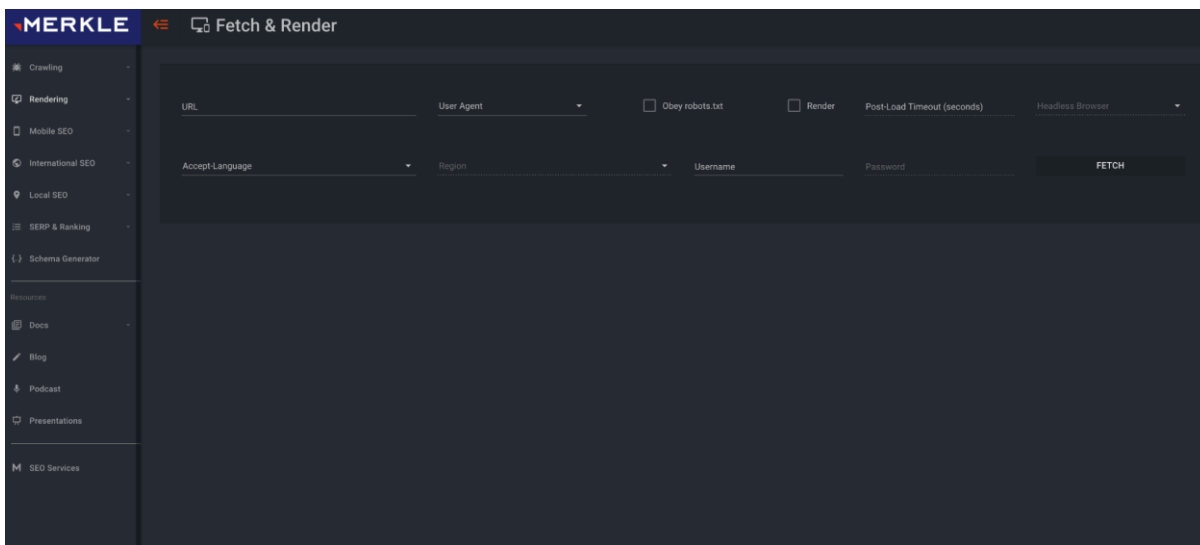 MERKLE
Fetch & Render
Crawling
Rendering
Mobile SEO
International SEO
Local SEO
SERP & Ranking
{.} Schema Generator
Resources
Docs
Blog
Podcast
Presentations
M SEO Services
URL
User Agent
Obey robots.txt
Render
Post-Load Timeout (seconds)
Headless Browser
Accept-Language
Region
Username
Password
FETCH